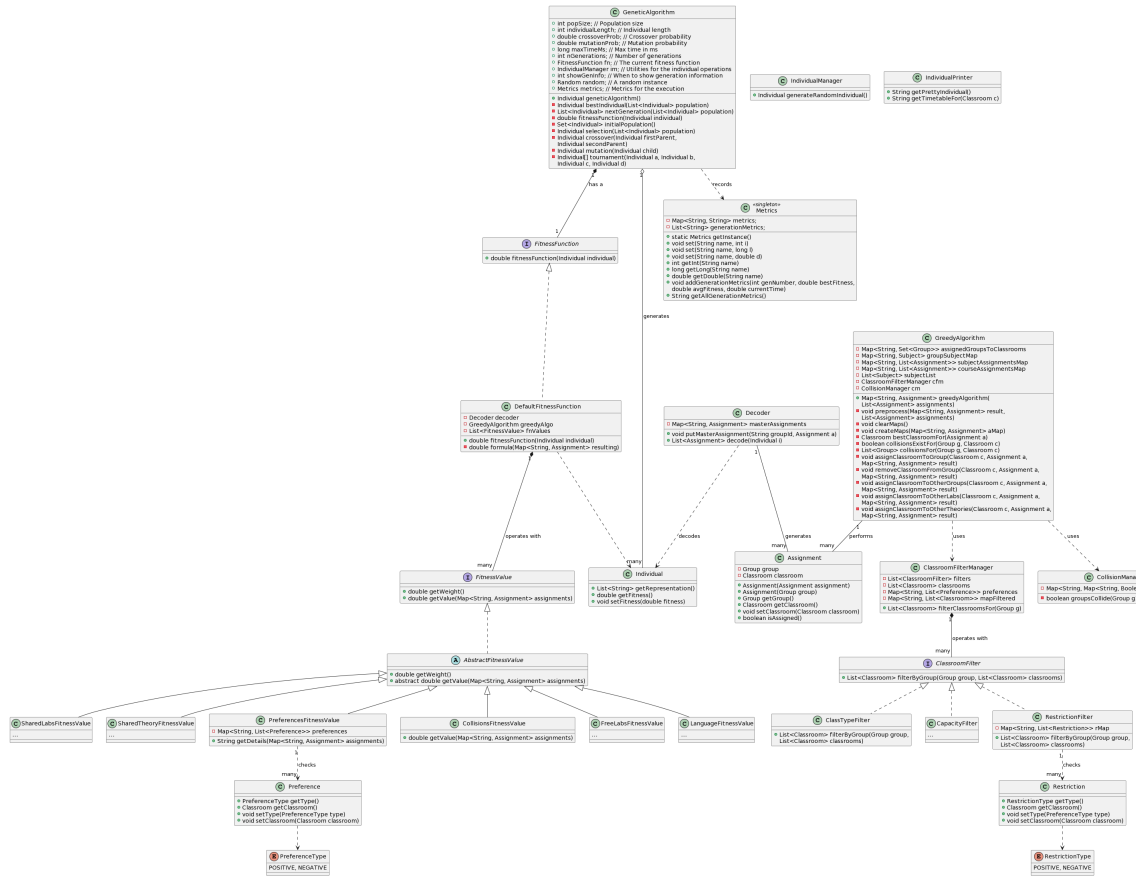 GeneticAlgorithm
int popSize; // Population size
int individualLength; // Individual length
double crossoverProb; // Crossover probability
double mutationProb; // Mutation probability
long maxTimeMs; // Max time in ms
int nGenerations; // Number of generations
FitnessFunction fn; // The current fitness function
IndividualManager im; // Utilities for the individual operations
int showGenInfo; // When to show generation information
Random random; // A random instance
Metrics metrics; // Metrics for the execution
Individual geneticAlgorithm()
Individual bestIndividual(List<Individual> population)
List<Individual> nextGeneration(List<Individual> population)
double fitnessFunction(Individual individual)
Set<Individual> initialPopulation()
Individual selection(List<Individual> population)
Individual crossover(Individual firstParent,
Individual secondParent)
Individual mutation(Individual child)
Individual[] tournament(Individual a, Individual b,
Individual c, Individual d)
IndividualManager
Individual generateRandomIndividual()
IndividualPrinter
String getPrettyIndividual()
String getTimetableFor(Classroom c)
1
1
has a
records
1
«singleton»
Metrics
Map<String, String> metrics;
List<String> generationMetrics;
static Metrics getInstance()
void set(String name, int i)
void set(String name, long l)
void set(String name, double d)
int getInt(String name)
long getLong(String name)
double getDouble(String name)
void addGenerationMetrics(int genNumber, double bestFitness,
double avgFitness, double currentTime)
String getAllGenerationMetrics()
FitnessFunction
double fitnessFunction(Individual individual)
generates
GreedyAlgorithm
Map<String, Set<Group>> assignedGroupsToClassrooms
Map<String, Subject> groupSubjectMap
Map<String, List<Assignment>> subjectAssignmentsMap
Map<String, List<Assignment>> courseAssignmentsMap
List<Subject> subjectList
ClassroomFilterManager cfm
CollisionManager cm
Map<String, Assignment> greedyAlgorithm(
List<Assignment> assignments)
void preprocess(Map<String, Assignment> result,
List<Assignment> assignments)
void clearMaps()
void createMaps(Map<String, Assignment> aMap)
Classroom bestClassroomFor(Assignment a)
boolean collisionsExistFor(Group g, Classroom c)
List<Group> collisionsFor(Group g, Classroom c)
void assignClassroomToGroup(Classroom c, Assignment a,
Map<String, Assignment> result)
void removeClassroomFromGroup(Classroom c, Assignment a,
Map<String, Assignment> result)
void assignClassroomToOtherGroups(Classroom c, Assignment a,
Map<String, Assignment> result)
void assignClassroomToOtherLabs(Classroom c, Assignment a,
Map<String, Assignment> result)
void assignClassroomToOtherTheories(Classroom c, Assignment a,
Map<String, Assignment> result)
DefaultFitnessFunction
Decoder decoder
GreedyAlgorithm greedyAlgo
List<FitnessValue> fnValues
double fitnessFunction(Individual individual)
double formula(Map<String, Assignment> resulting)
Decoder
Map<String, Assignment> masterAssignments
void putMasterAssignment(String groupId, Assignment a)
List<Assignment> decode(Individual i)
1
1
operates with
many
decodes
generates
many
1
performs
many
uses
uses
many
FitnessValue
double getWeight()
double getValue(Map<String, Assignment> assignments)
Individual
List<String> getRepresentation()
double getFitness()
void setFitness(double fitness)
Assignment
Group group
Classroom classroom
Assignment(Assignment assignment)
Assignment(Group group)
Group getGroup()
Classroom getClassroom()
void setClassroom(Classroom classroom)
boolean isAssigned()
ClassroomFilterManager
List<ClassroomFilter> filters
List<Classroom> classrooms
Map<String, List<Preference>> preferences
Map<String, List<Classroom>> mapFiltered
List<Classroom> filterClassroomsFor(Group g)
CollisionMana
Map<String, Map<String, Boole
boolean groupsCollide(Group g
1
operates with
many
AbstractFitnessValue
double getWeight()
abstract double getValue(Map<String, Assignment> assignments)
ClassroomFilter
List<Classroom> filterByGroup(Group group, List<Classroom> classrooms)
SharedLabsFitnessValue
...
SharedTheoryFitnessValue
...
PreferencesFitnessValue
Map<String, List<Preference>> preferences
String getDetails(Map<String, Assignment> assignments)
CollisionsFitnessValue
double getValue(Map<String, Assignment> assignments)
FreeLabsFitnessValue
...
LanguageFitnessValue
...
ClassTypeFilter
List<Classroom> filterByGroup(Group group,
List<Classroom> classrooms)
CapacityFilter
...
RestrictionFilter
Map<String, List<Restriction>> rMap
List<Classroom> filterByGroup(Group group,
List<Classroom> classrooms)
1
checks
many
1
checks
many
Preference
PreferenceType getType()
Classroom getClassroom()
void setType(PreferenceType type)
void setClassroom(Classroom classroom)
Restriction
RestrictionType getType()
Classroom getClassroom()
void setType(PreferenceType type)
void setClassroom(Classroom classroom)
PreferenceType
POSITIVE, NEGATIVE
RestrictionType
POSITIVE, NEGATIVE